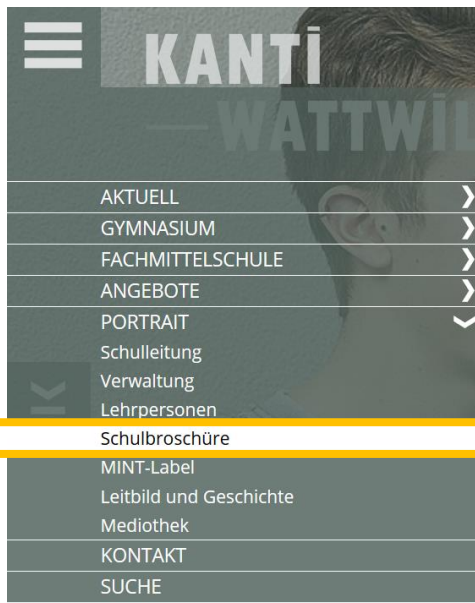 KANTI
—WATTWIL
AKTUELL
GYMNASIUM
FACHMITTELSCHULE
ANGEBOTE
PORTRAIT
Schulleitung
Verwaltung
Lehrpersonen
Schulbroschüre
MINT-Label
Leitbild und Geschichte
Mediothek
KONTAKT
SUCHE